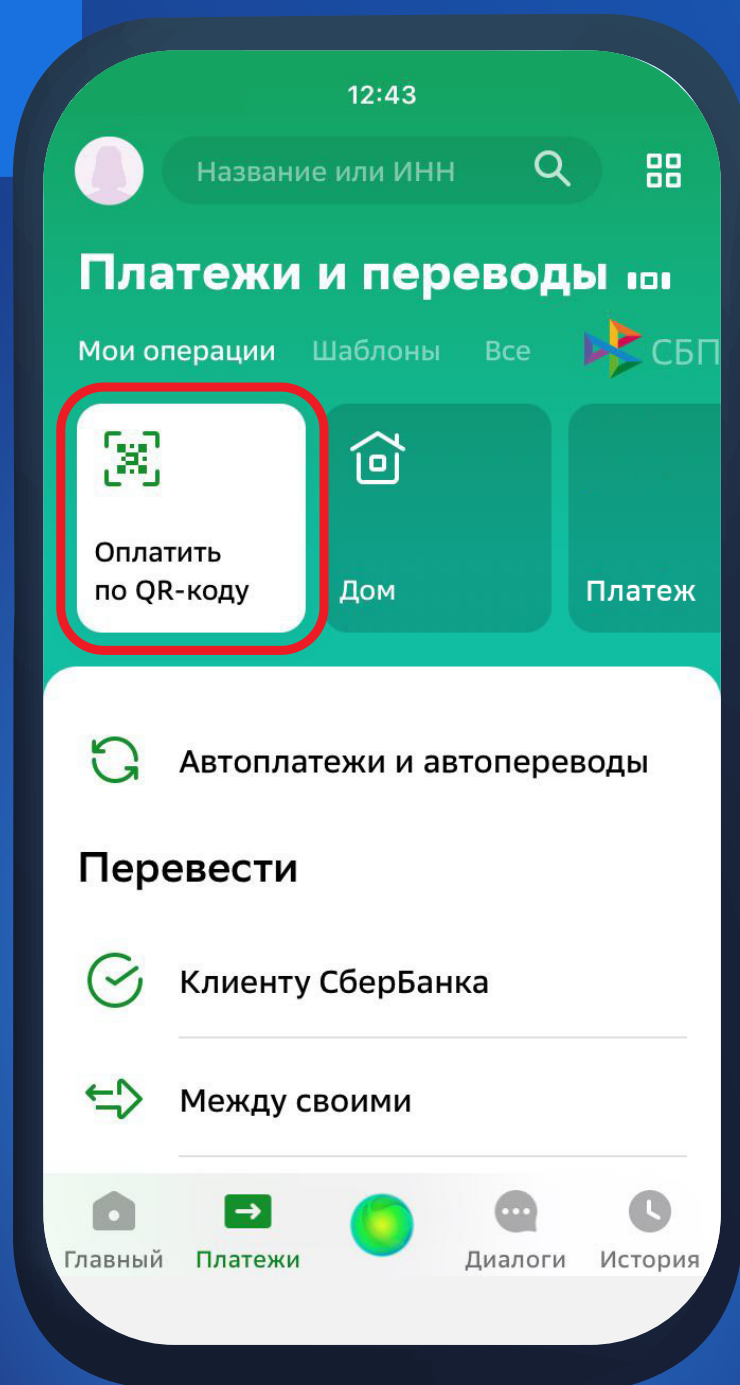 12:43
Название или ИНН
Платежи и переводы
Мои операции Шаблоны Все СБП
Оплатить
по QR-коду
Дом
Платеж
Автоплатежи и автопереводы
Перевести
Клиенту СберБанка
Между своими
Главный Платежи Диалоги История